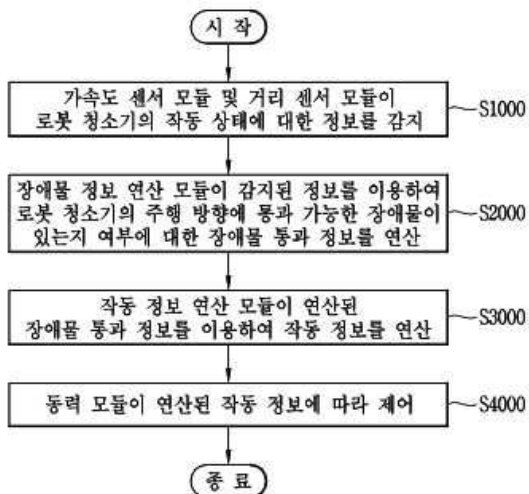 시 작
가속도 센서 모듈 및 거리 센서 모듈이
로봇 청소기의 작동 상태에 대한 정보를 감지
S1000
장애물 정보 연산 모듈이 감지된 정보를 이용하여
로봇 청소기의 주행 방향에 통과 가능한 장애물이
있는지 여부에 대한 장애물 통과 정보를 연산
S2000
작동 정보 연산 모듈이 연산된
장애물 통과 정보를 이용하여 작동 정보를 연산
S3000
동력 모듈이 연산된 작동 정보에 따라 제어
S4000
종 료